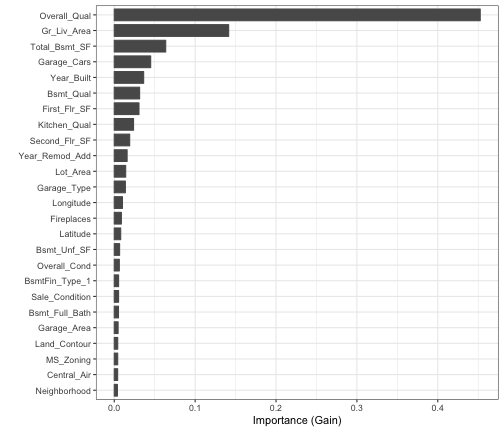 Overall_Qual
Gr_Liv_Area
Total_Bsmt_SF
Garage_Cars
Year_Built
Bsmt_Qual
First_Flr_SF
Kitchen_Qual
Second_Flr_SF
Year_Remod_Add
Lot_Area
Garage_Type
Longitude
Fireplaces
Latitude
Bsmt_Unf_SF
Overall_Cond
BsmtFin_Type_1
Sale_Condition
Bsmt_Full_Bath
Garage_Area
Land_Contour
MS_Zoning
Central_Air
Neighborhood
0.0 0.1 0.2 0.3 0.4
Importance (Gain)